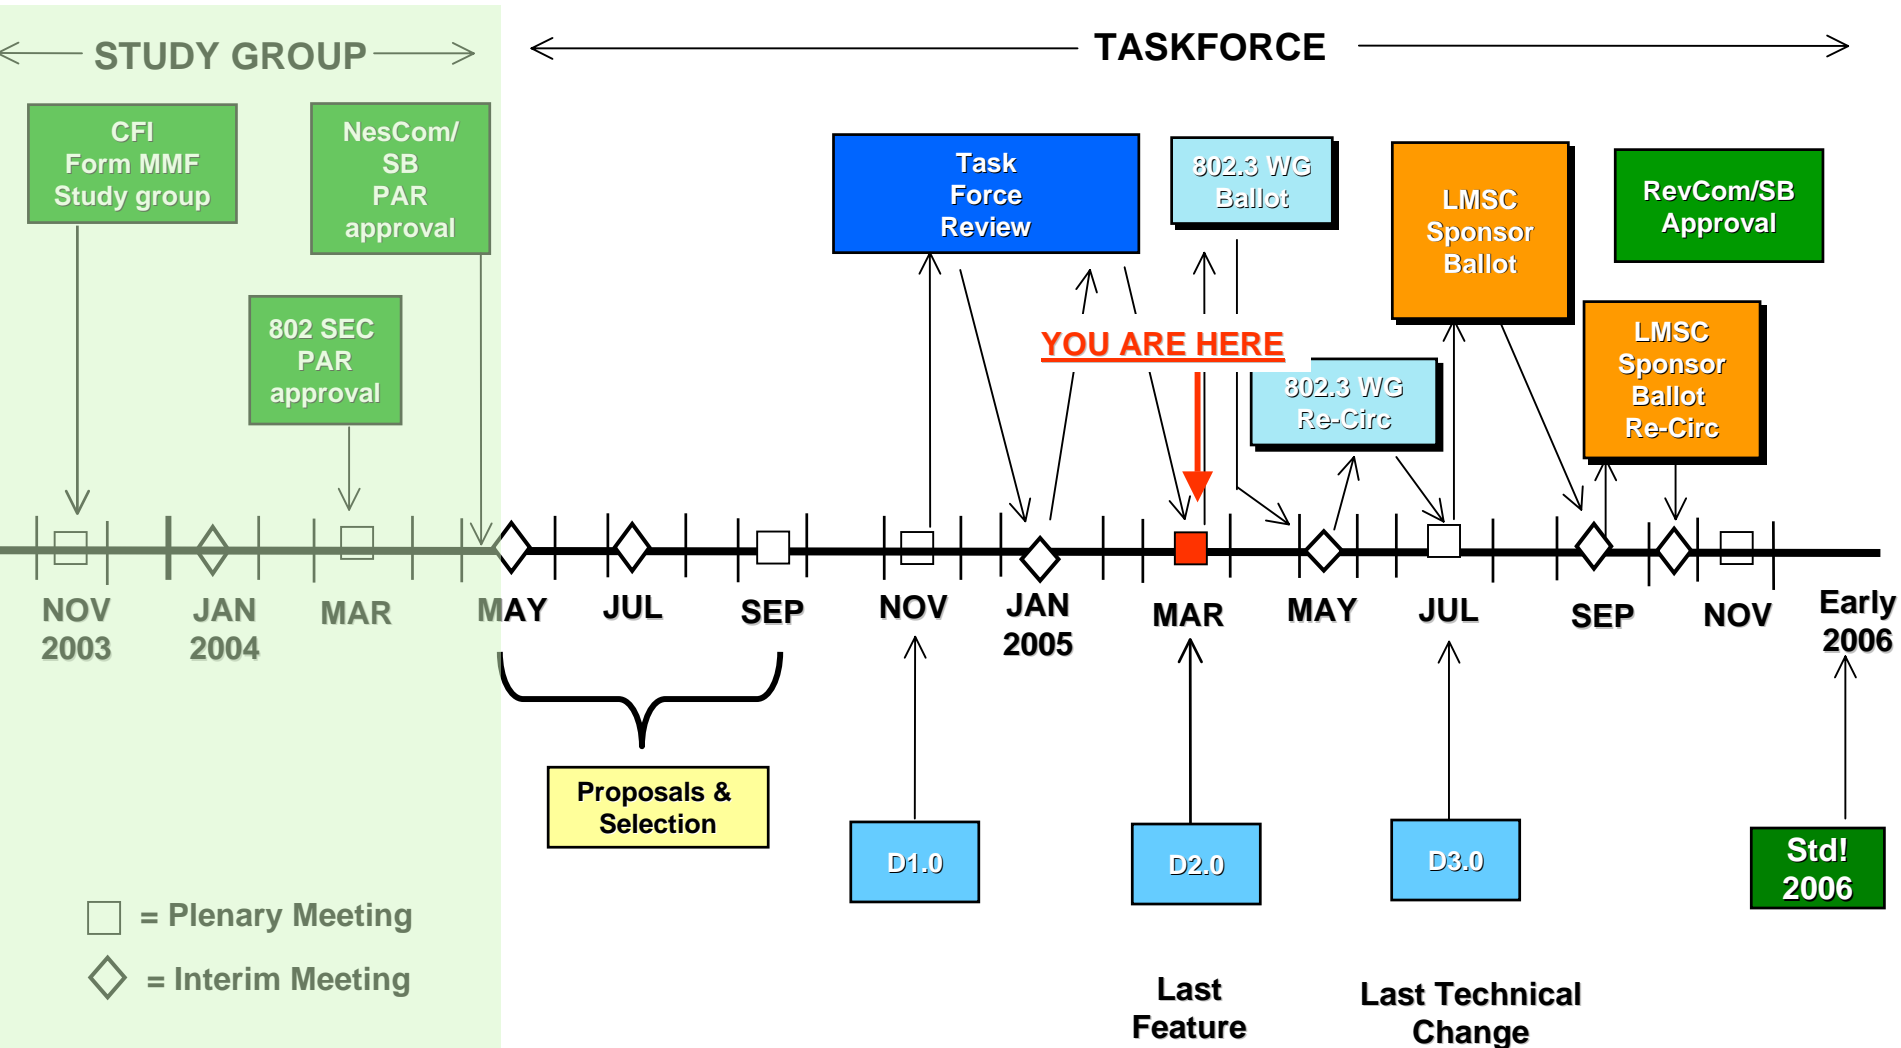 STUDY GROUP
TASKFORCE
CFI
Form MMF
Study group
NesCom/
SB
PAR
approval
802 SEC
PAR
approval
Task
Force
Review
802.3 WG
Ballot
LMSC
Sponsor
Ballot
RevCom/SB
Approval
YOU ARE HERE
802.3 WG
Re-Circ
LMSC
Sponsor
Ballot
Re-Circ
NOV
2003
JAN
2004
MAR
MAY
JUL
SEP
NOV
JAN
2005
MAR
MAY
JUL
SEP
NOV
Early
2006
Proposals &
Selection
D1.0
D2.0
D3.0
Std!
2006
= Plenary Meeting
= Interim Meeting
Last
Feature
Last Technical
Change